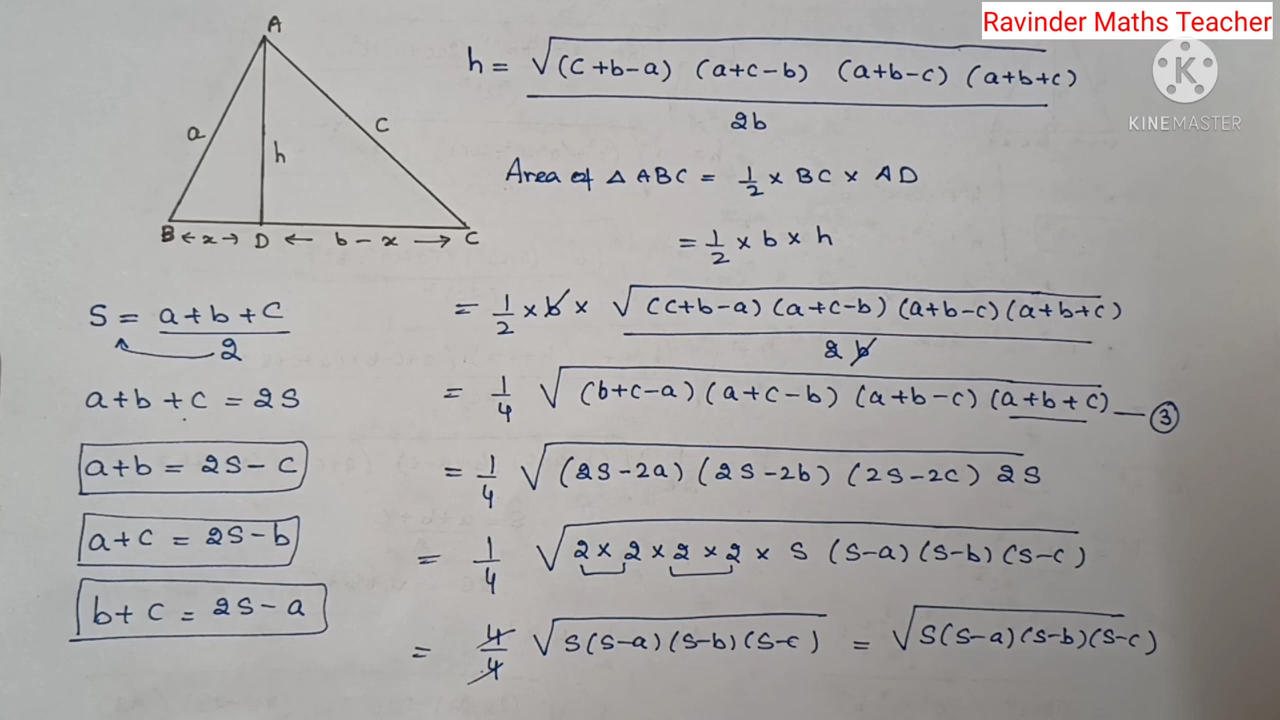 Ravinder Maths Teacher
K
KINEMASTER
A
a
h
c
B ← x → D ← b - x → C
h = √(c+b-a) (a+c-b) (a+b-c) (a+b+c)
2b
Area of △ ABC = 1/2 × BC × AD
= 1/2 × b × h
S = a+b+c
2
a+b+c = 2S
a+b = 2S-c
a+c = 2S-b
b+c = 2S-a
= 1/2 × b × √(c+b-a) (a+c-b) (a+b-c) (a+b+c)
2b
= 1/4 √(b+c-a) (a+c-b) (a+b-c) (a+b+c) — ③
= 1/4 √(2S-2a) (2S-2b) (2S-2c) 2S
= 1/4 √2×2×2×2× S (S-a) (S-b) (S-c)
= 4/4 √S(S-a) (S-b) (S-c) = √S(S-a) (S-b) (S-c)